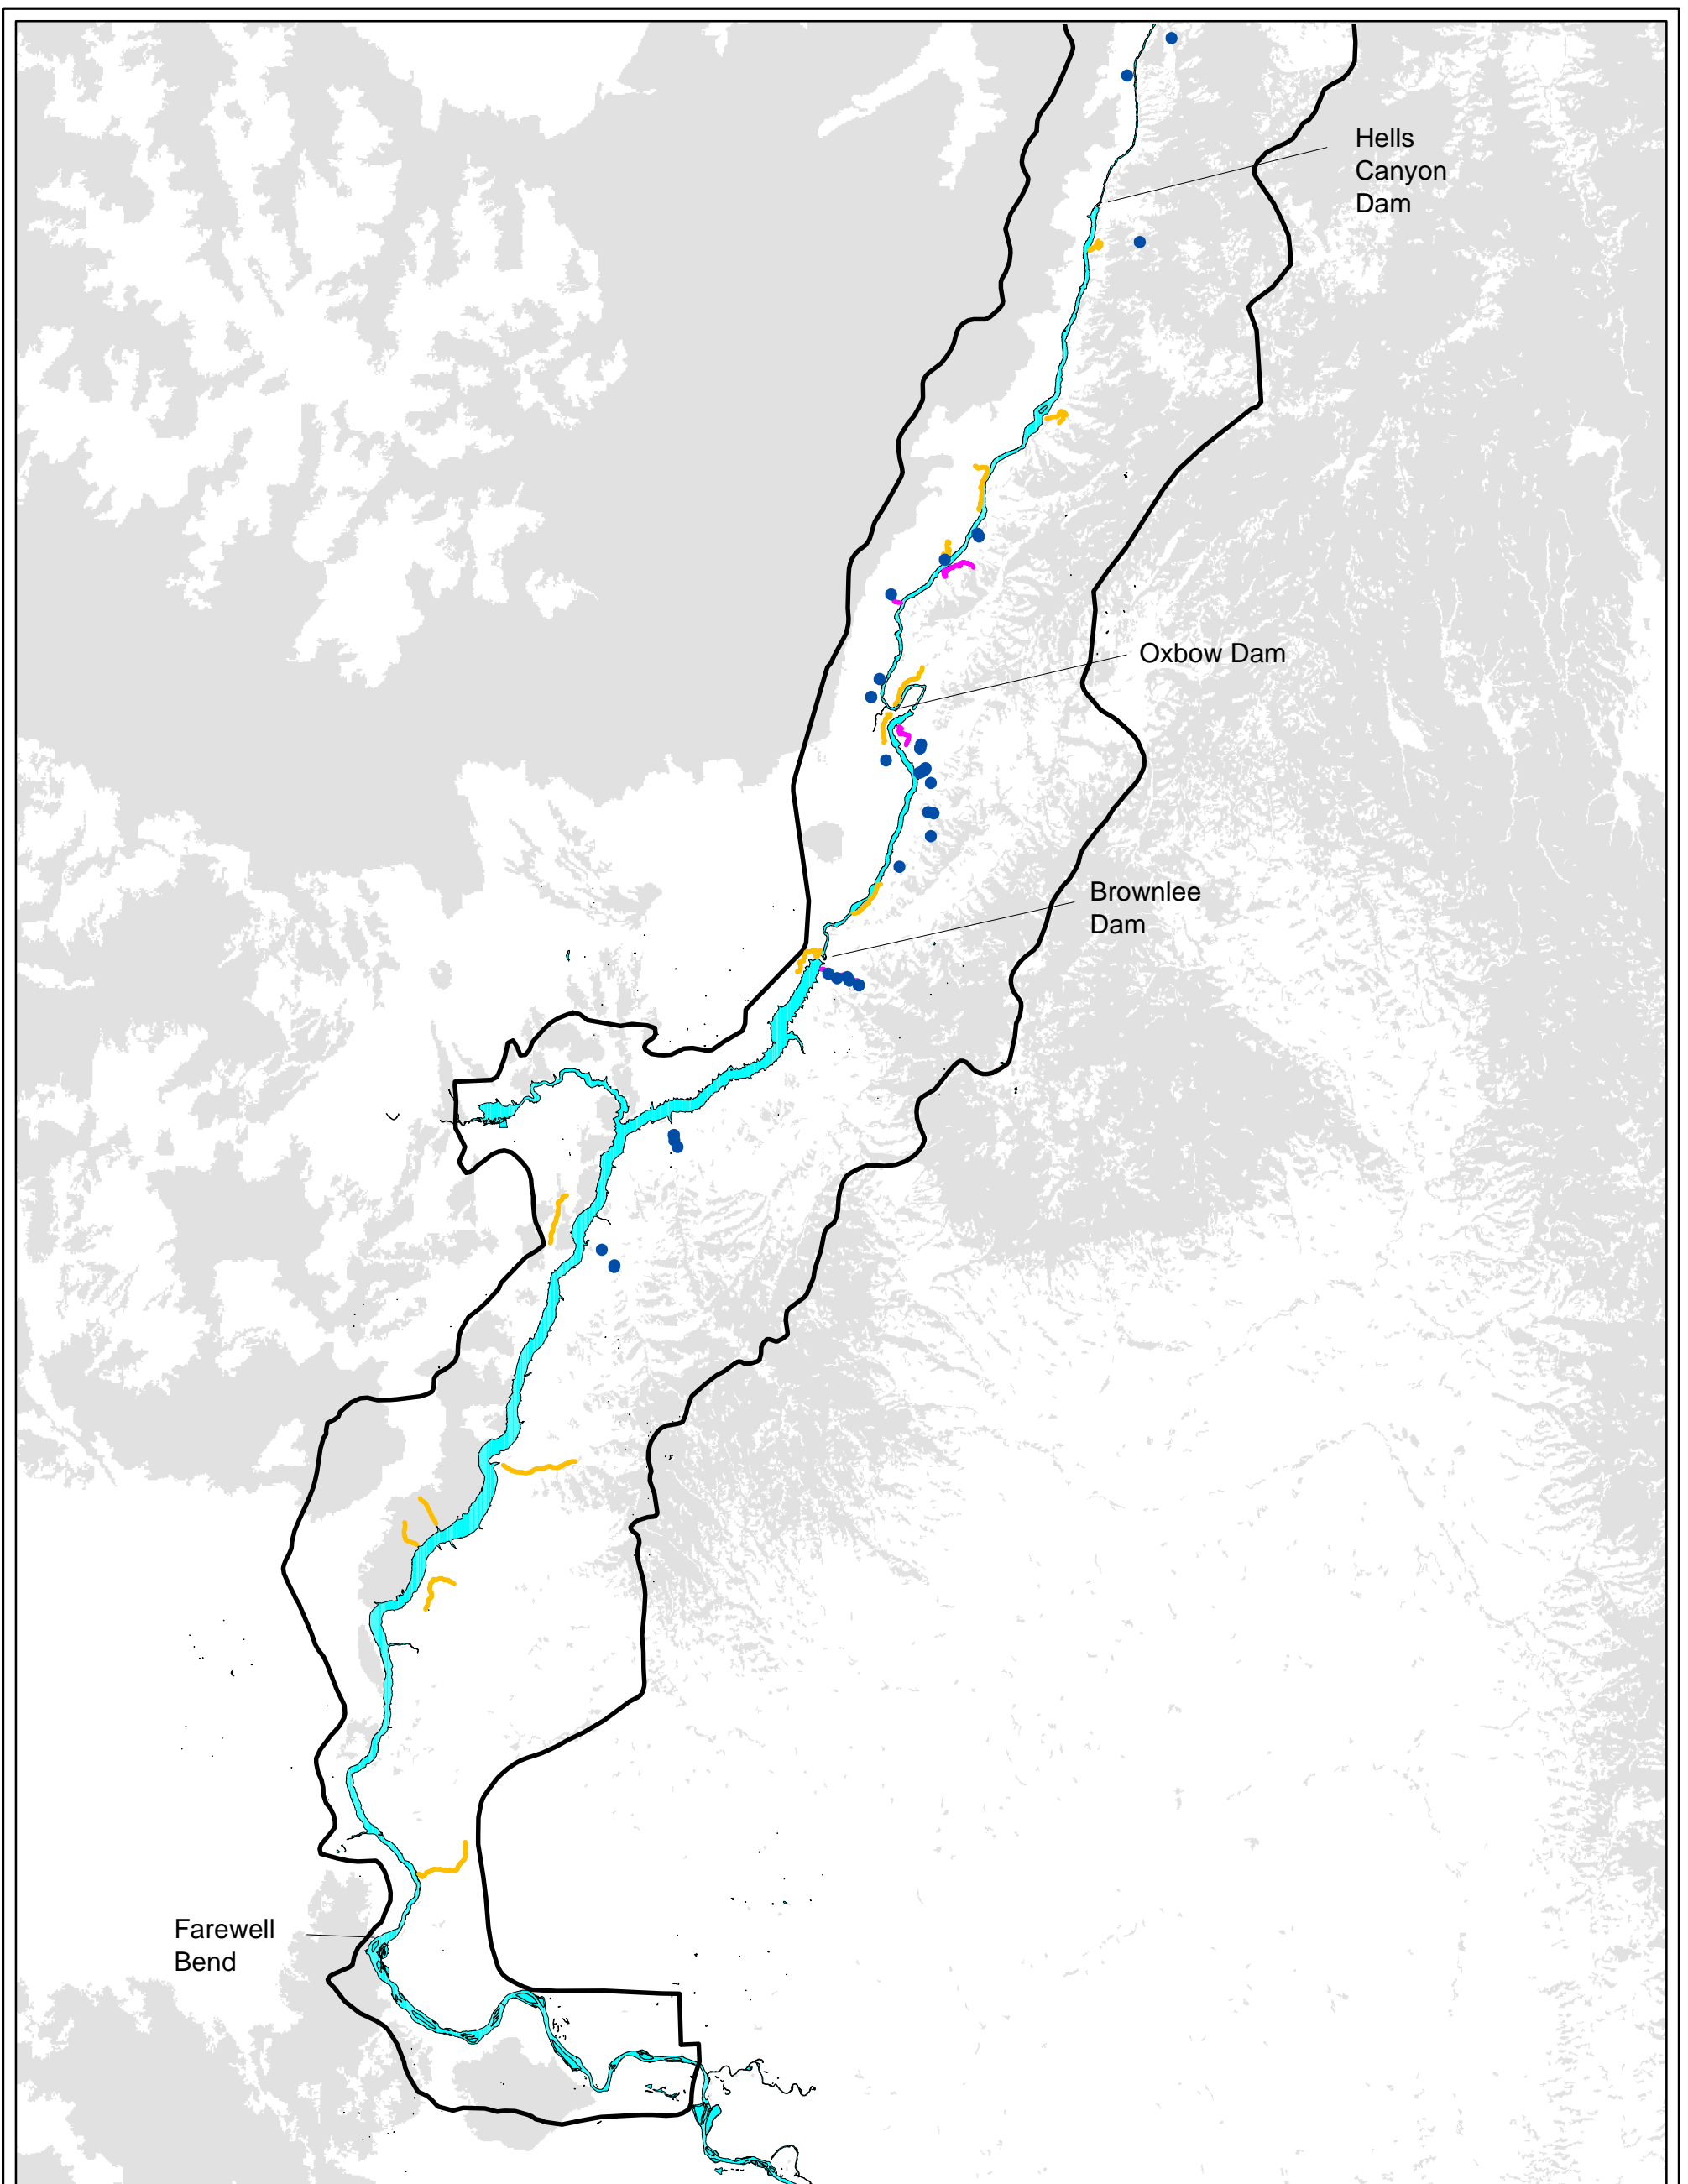 Hells
Canyon
Dam
Oxbow Dam
Brownlee
Dam
Farewell
Bend